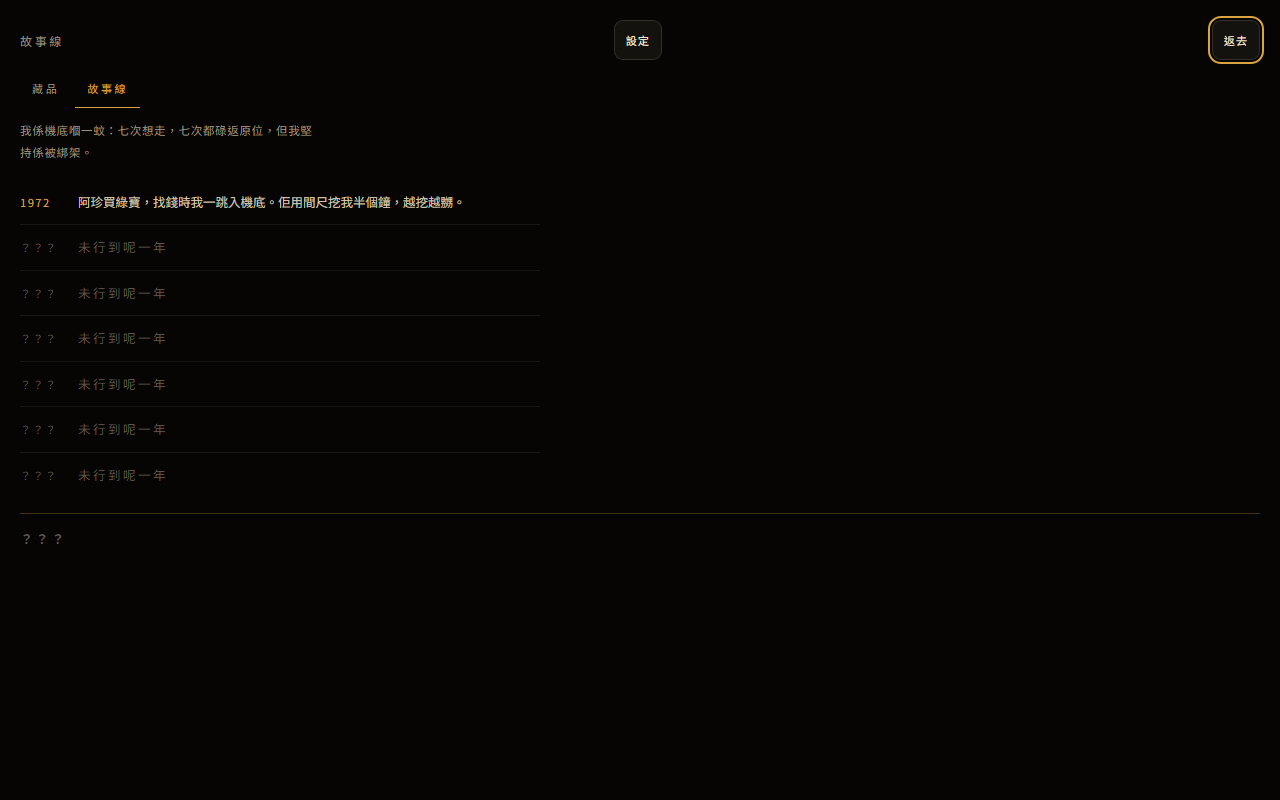 故事線
設定
返去
藏品
故事線
我係機底嗰一蚊：七次想走，七次都碌返原位，但我堅
持係被綁架。
1972 阿珍買綠寶，找錢時我一跳入機底。佢用間尺挖我半個鐘，越挖越嬲。
？？？ 未行到呢一年
？？？ 未行到呢一年
？？？ 未行到呢一年
？？？ 未行到呢一年
？？？ 未行到呢一年
？？？ 未行到呢一年
？？？